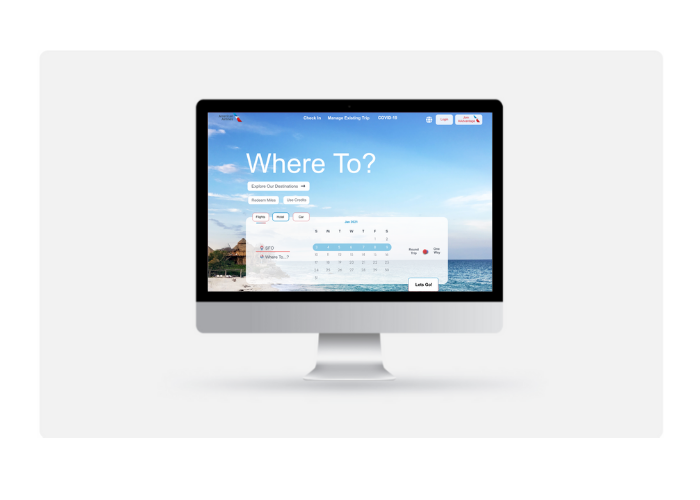 Check In Manage Existing Trip COVID-19
Login
Join
AAdvantage
Where To?
Explore Our Destinations →
Redeem Miles Use Credits
Flights Hotel Car
Jan 2021
S M T W T F S
1 2
3 4 5 6 7 8 9
SFO
Where To...?
Round
Trip
One
Way
10 11 12 13 14 15 16
17 18 19 20 21 22 23
24 25 26 27 28 29 30
31
Lets Go!